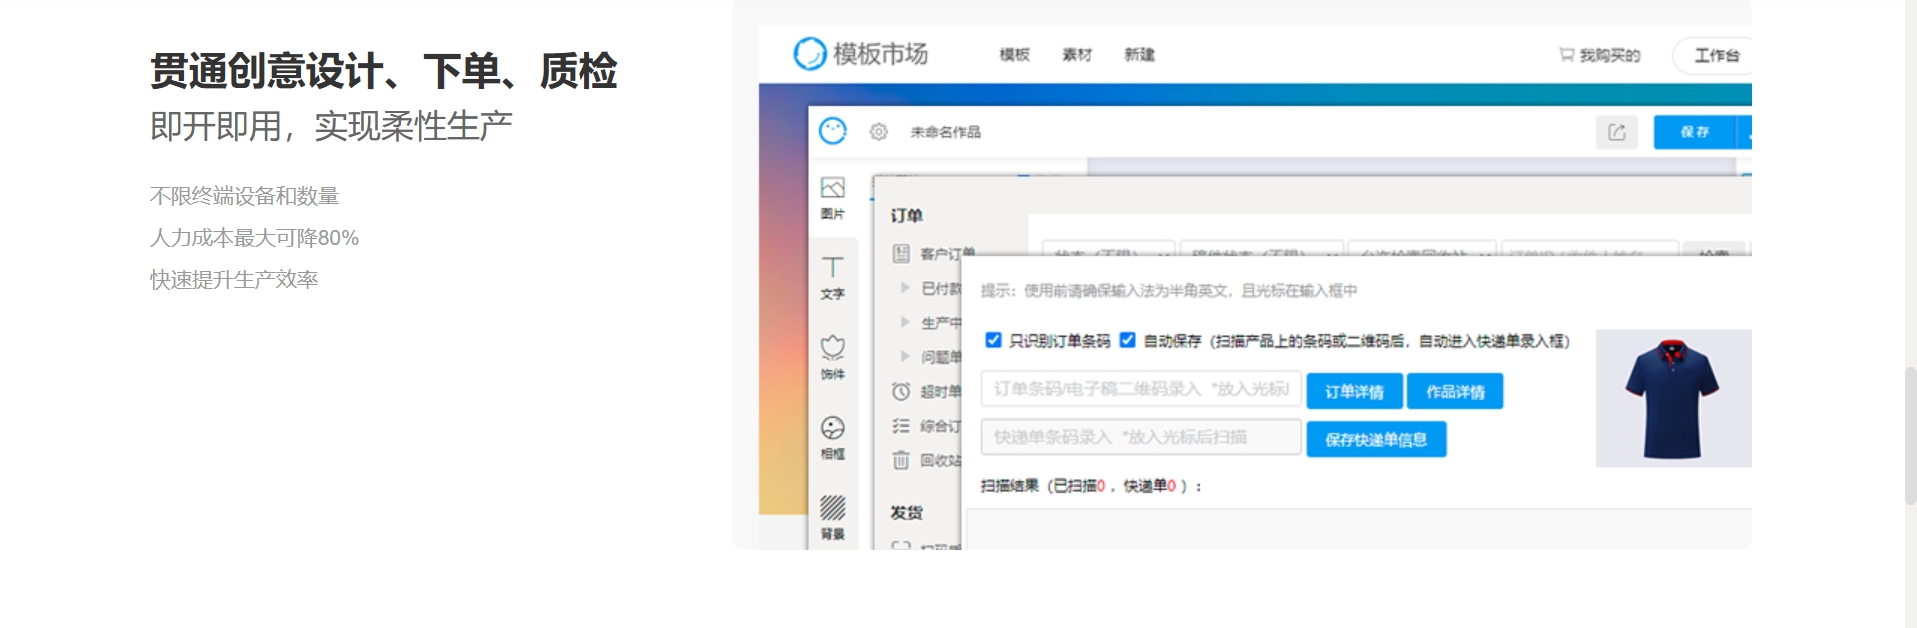 贯通创意设计、下单、质检
即开即用，实现柔性生产
不限终端设备和数量
人力成本最大可降80%
快速提升生产效率
模板市场 模板 素材 新建 我购买的 工作台
未命名作品 保存
图片
文字
饰件
相框
背景
订单
客户订单
已付款
生产中
问题单
超时单
综合订
回收站
发货
提示：使用前请确保输入法为半角英文，且光标在输入框中
只识别订单条码 自动保存（扫描产品上的条码或二维码后，自动进入快递单录入框）
订单条码/电子稿二维码录入 *放入光标 订单详情 作品详情
快递单条码录入 *放入光标后扫描 保存快递单信息
扫描结果（已扫描0，快递单0）：